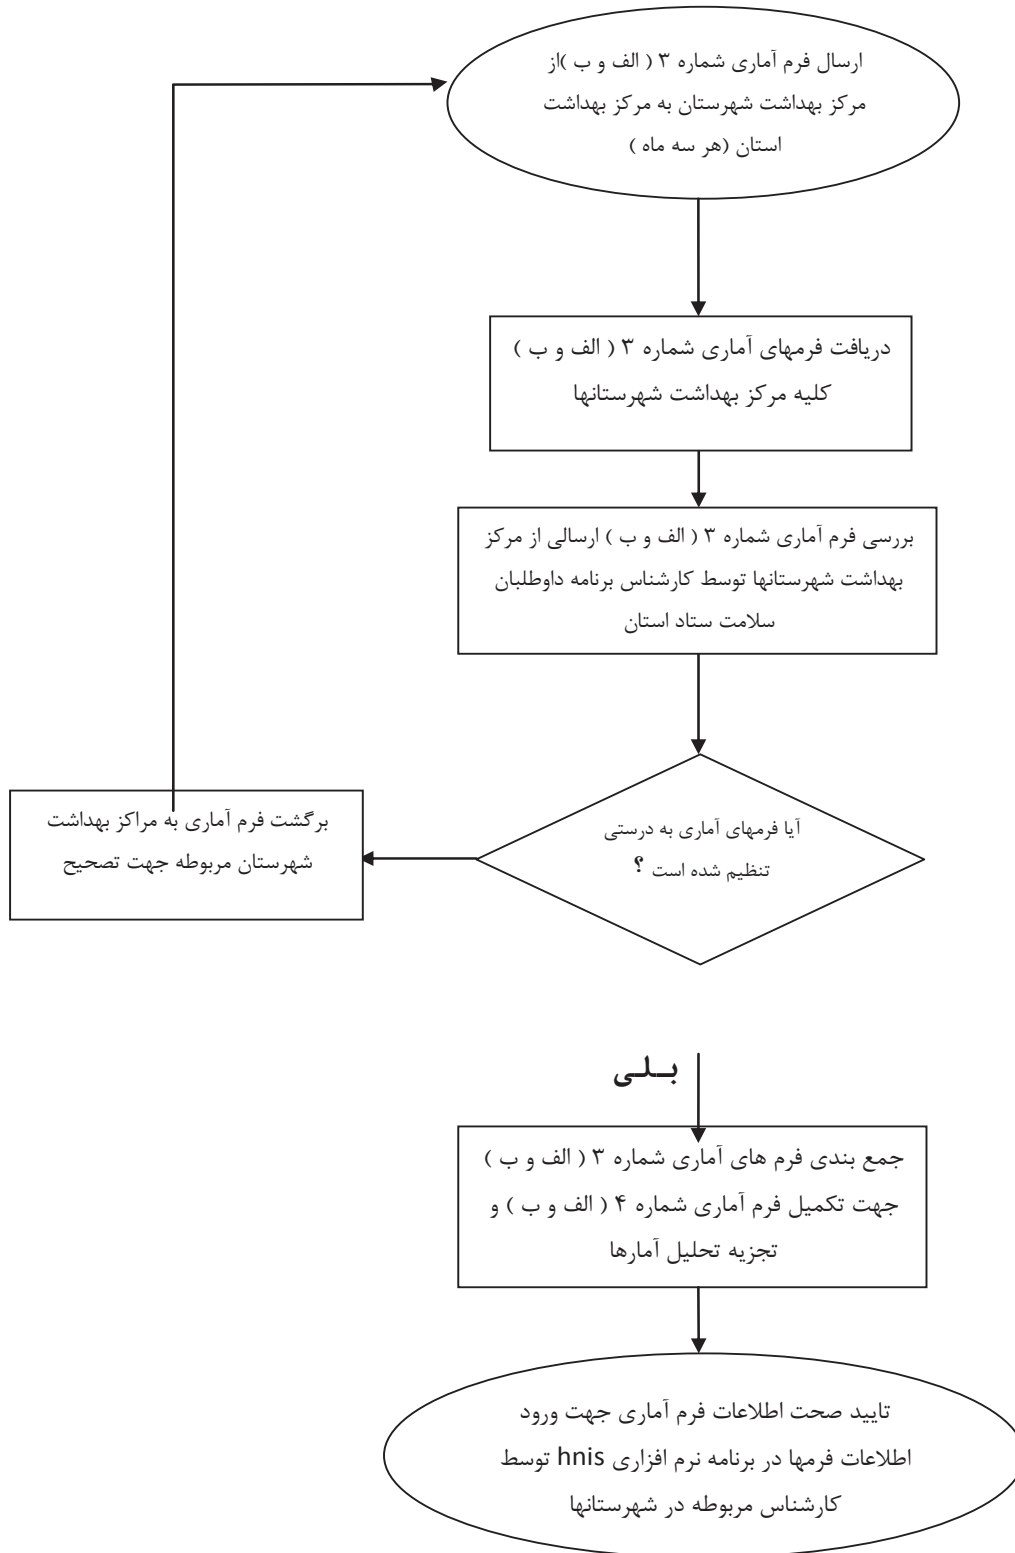 ارسال فرم آماری شماره ۳ ( الف و ب )از
مرکز بهداشت شهرستان به مرکز بهداشت
استان (هر سه ماه )
دریافت فرمهای آماری شماره ۳ ( الف و ب )
کلیه مرکز بهداشت شهرستانها
بررسی فرم آماری شماره ۳ ( الف و ب ) ارسالی از مرکز
بهداشت شهرستانها توسط کارشناس برنامه داوطلبان
سلامت ستاد استان
آیا فرمهای آماری به درستی
تنظیم شده است ؟
برگشت فرم آماری به مراکز بهداشت
شهرستان مربوطه جهت تصحیح
بــلـی
جمع بندی فرم های آماری شماره ۳ ( الف و ب )
جهت تکمیل فرم آماری شماره ۴ ( الف و ب ) و
تجزیه تحلیل آمارها
تایید صحت اطلاعات فرم آماری جهت ورود
اطلاعات فرمها در برنامه نرم افزاری hnis توسط
کارشناس مربوطه در شهرستانها